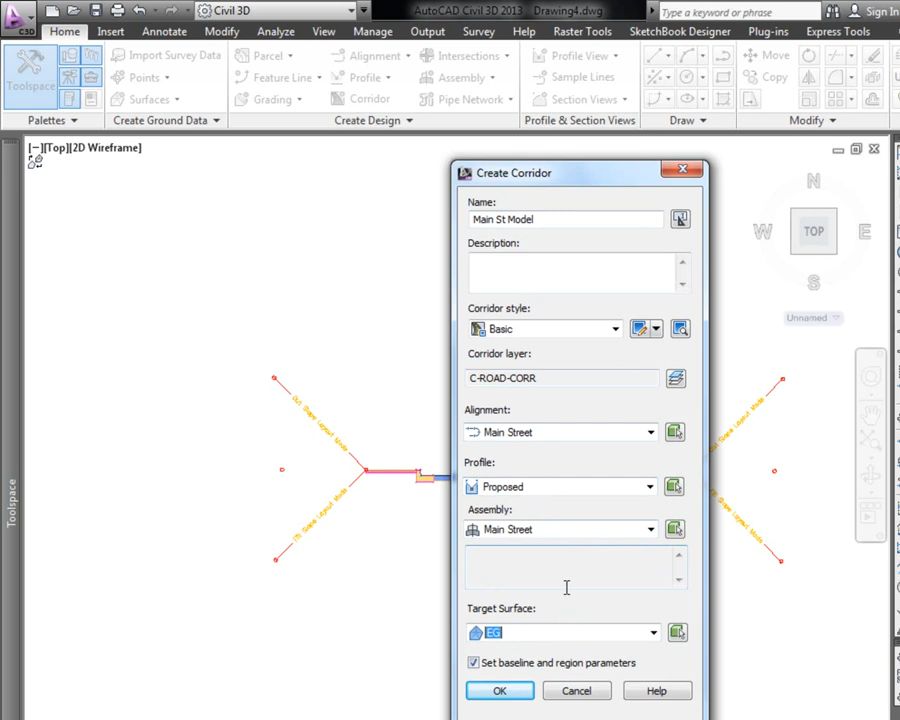 Civil 3D
AutoCAD Civil 3D 2013 Drawing4.dwg
Type a keyword or phrase
Sign In
C3D
Home Insert Annotate Modify Analyze View Manage Output Survey Help Raster Tools SketchBook Designer Plug-ins Express Tools
Toolspace
Import Survey Data
Points
Surfaces
Parcel
Feature Line
Grading
Alignment
Profile
Corridor
Intersections
Assembly
Pipe Network
Profile View
Sample Lines
Section Views
Move
Copy
Palettes
Create Ground Data
Create Design
Profile & Section Views
Draw
Modify
[−][Top][2D Wireframe]
N
W
TOP
E
S
Unnamed
Toolspace
Create Corridor
Name:
Main St Model
Description:
Corridor style:
Basic
Corridor layer:
C-ROAD-CORR
Alignment:
Main Street
Profile:
Proposed
Assembly:
Main Street
Target Surface:
EG
Set baseline and region parameters
OK Cancel Help